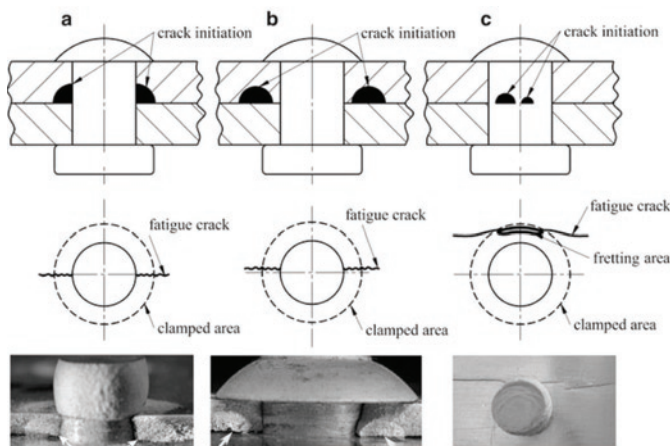 a
b
c
crack initiation
crack initiation
crack initiation
fatigue crack
clamped area
fatigue crack
clamped area
fatigue crack
fretting area
clamped area